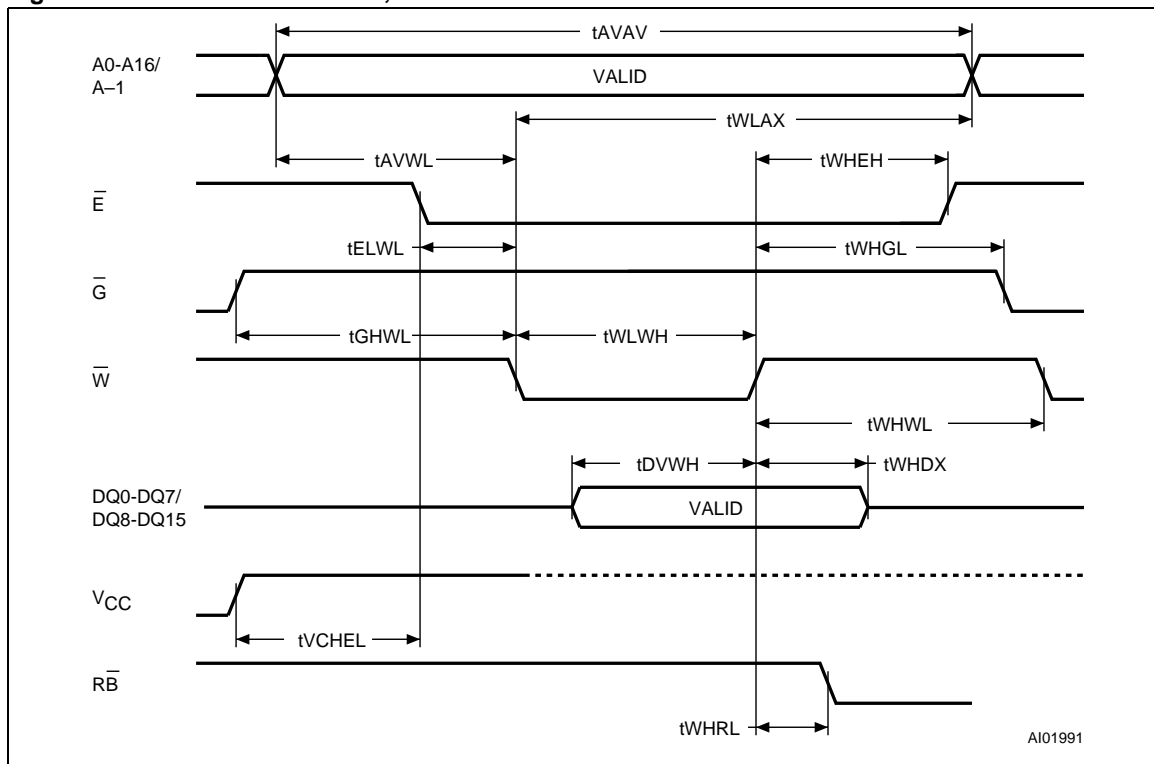 tAVAV
A0-A16/
A–1
VALID
tWLAX
tAVWL
tWHEH
E̅
tELWL
tWHGL
G̅
tGHWL
tWLWH
W̅
tWHWL
tDVWH
tWHDX
DQ0-DQ7/
DQ8-DQ15
VALID
VCC
tVCHEL
RB̅
tWHRL
AI01991